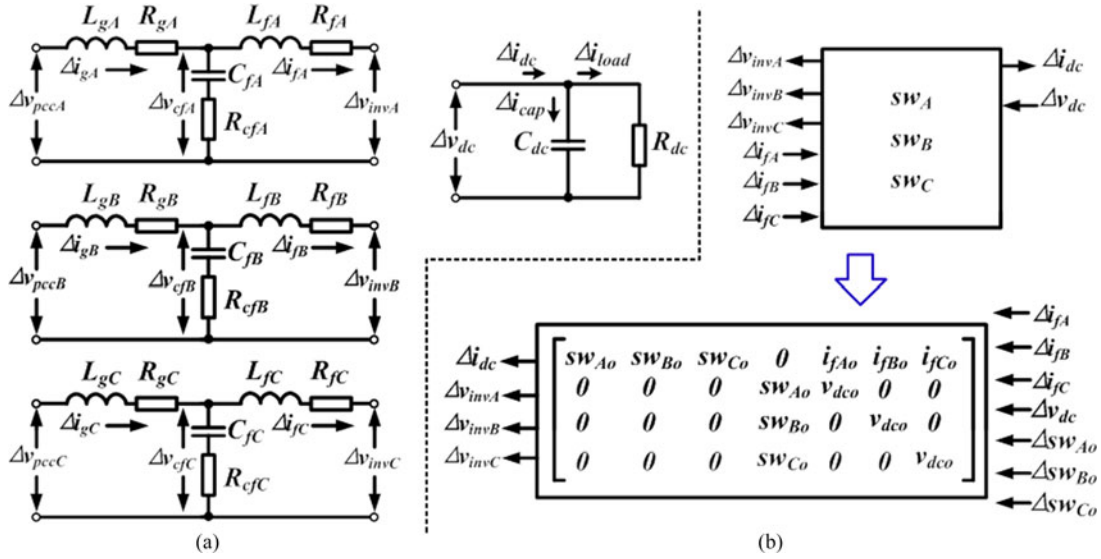 L_gA R_gA L_fA R_fA
Δi_gA C_fA Δi_fA
Δv_pccA Δv_cfA Δv_invA
R_cfA
L_gB R_gB L_fB R_fB
Δi_gB C_fB Δi_fB
Δv_pccB Δv_cfB Δv_invB
R_cfB
L_gC R_gC L_fC R_fC
Δi_gC C_fC Δi_fC
Δv_pccC Δv_cfC Δv_invC
R_cfC
(a)
Δi_dc Δi_load
Δi_cap
Δv_dc C_dc R_dc
Δv_invA
Δv_invB
Δv_invC
Δi_fA
Δi_fB
Δi_fC
sw_A
sw_B
sw_C
Δi_dc
Δv_dc
Δi_dc
Δv_invA
Δv_invB
Δv_invC
sw_Ao sw_Bo sw_Co 0 i_fAo i_fBo i_fCo
0 0 0 sw_Ao v_dco 0 0
0 0 0 sw_Bo 0 v_dco 0
0 0 0 sw_Co 0 0 v_dco
Δi_fA
Δi_fB
Δi_fC
Δv_dc
Δsw_Ao
Δsw_Bo
Δsw_Co
(b)